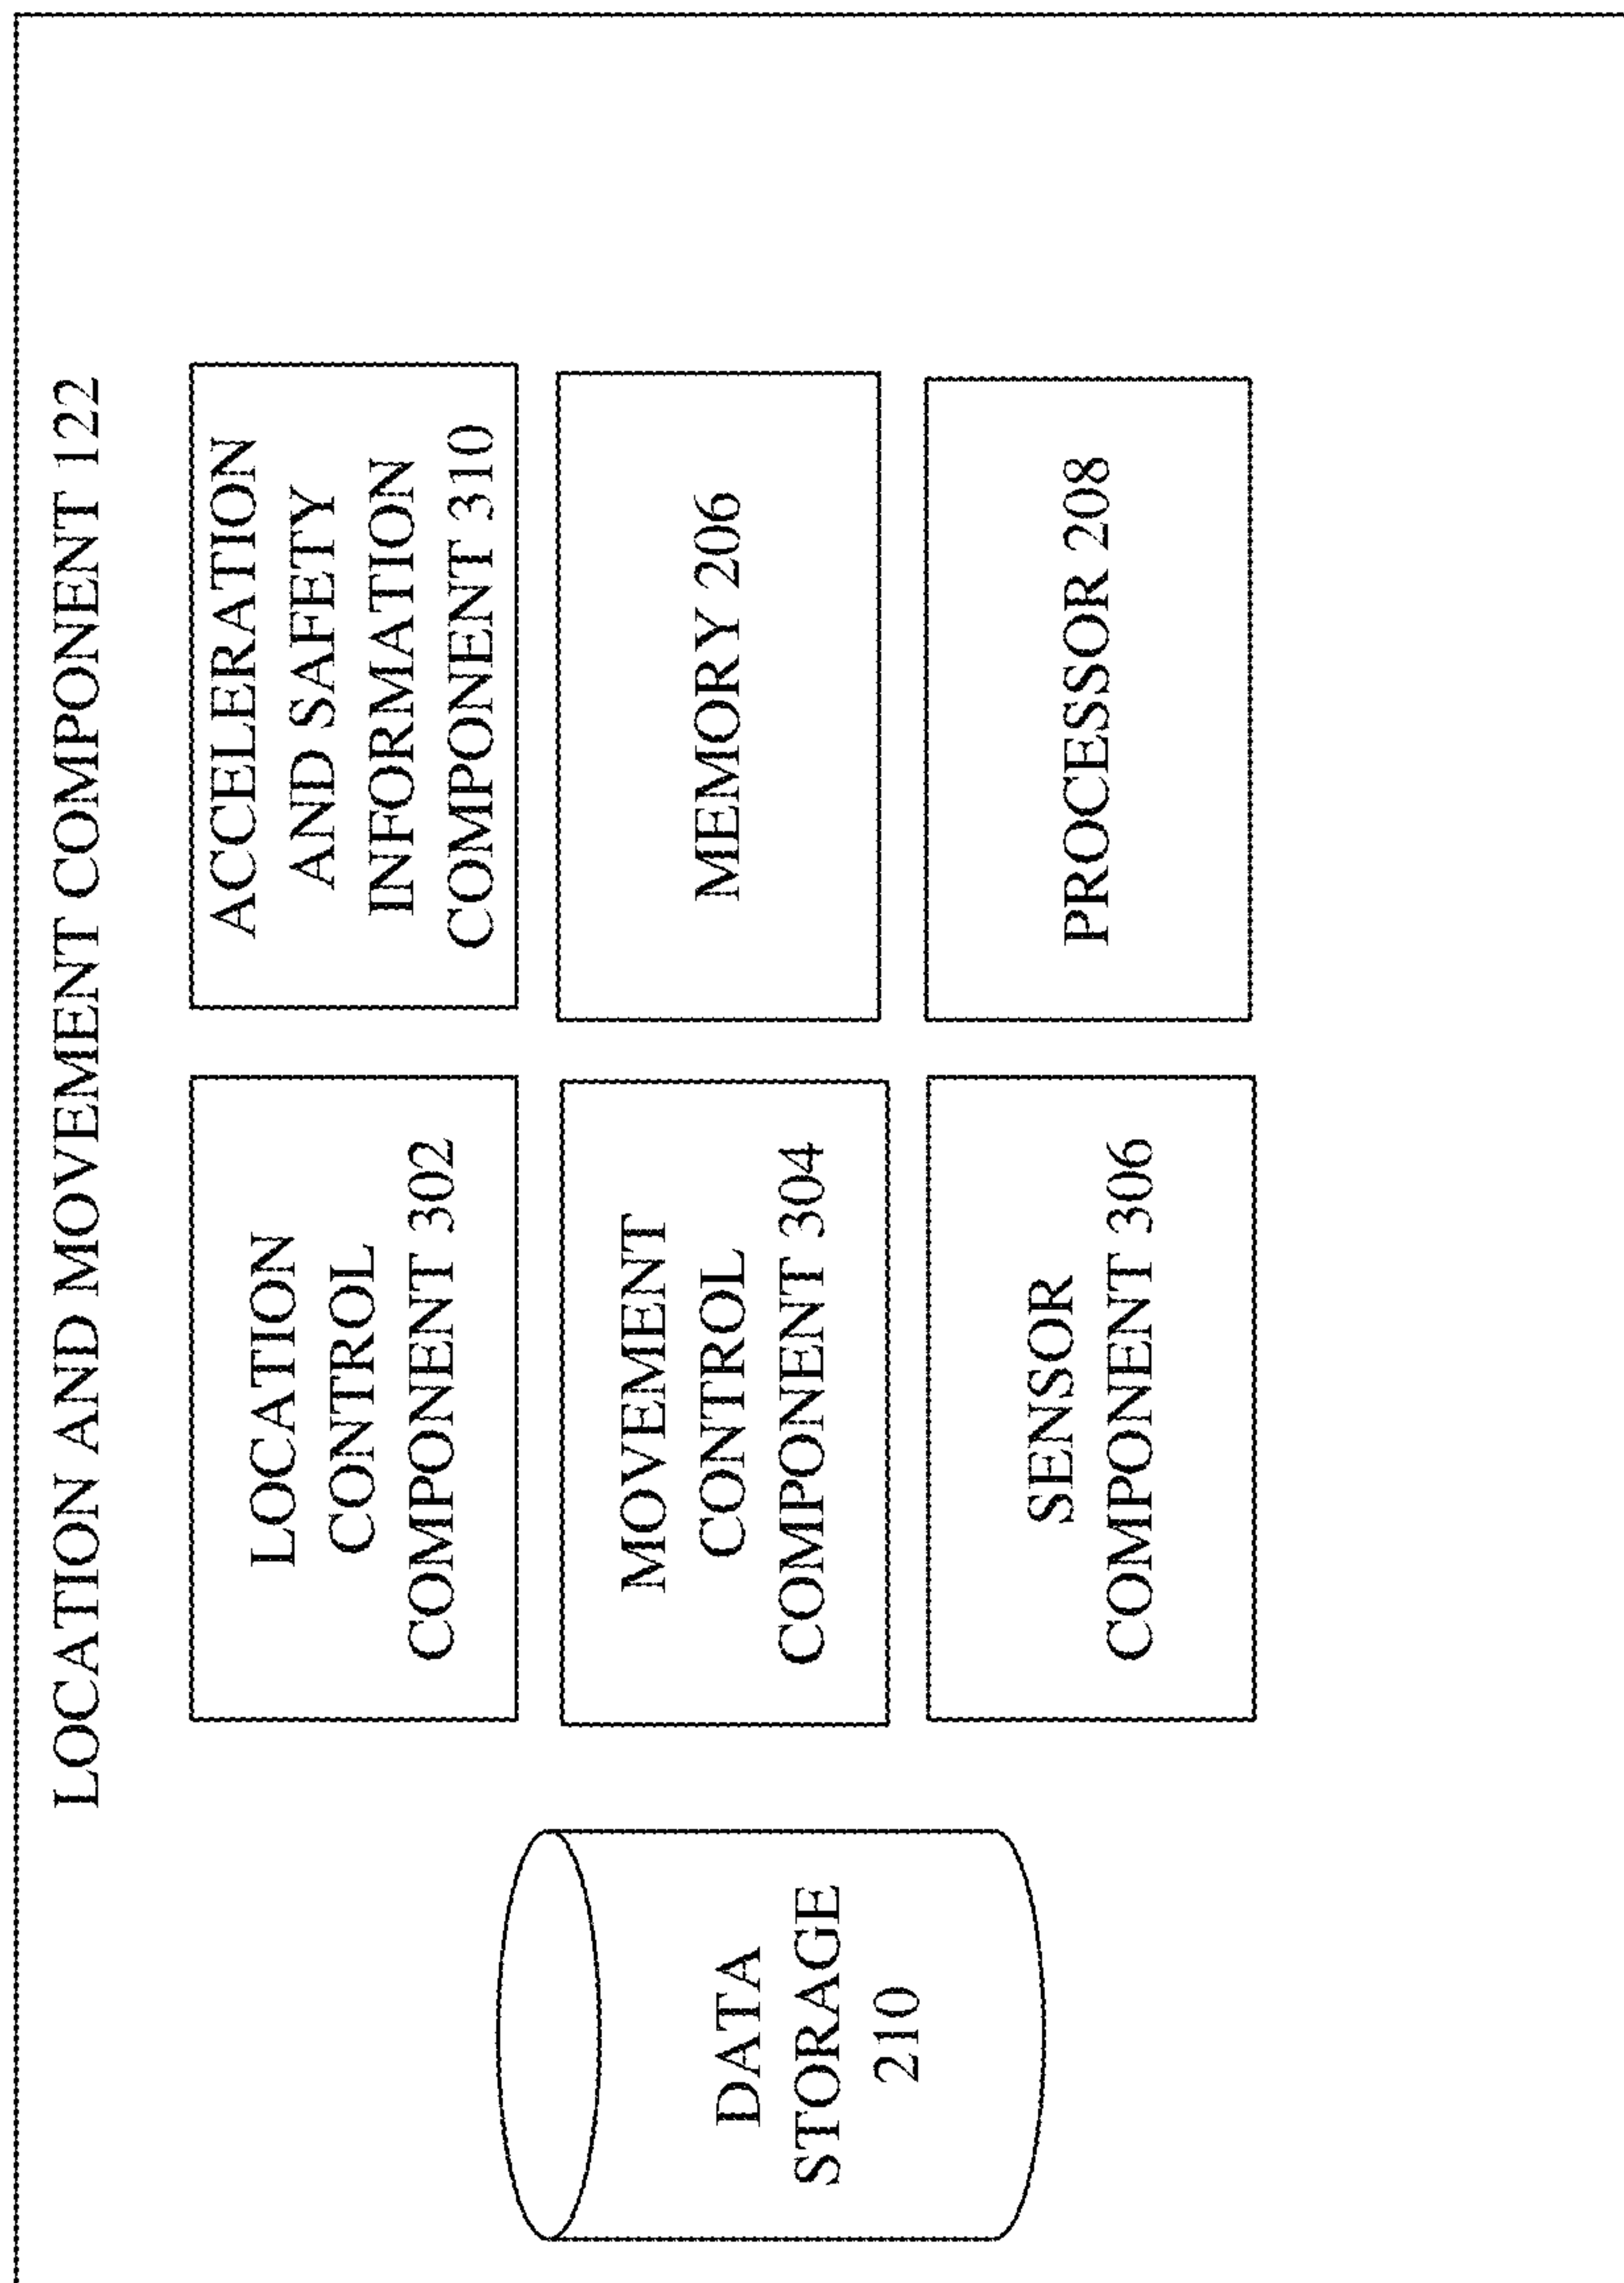 LOCATION AND MOVEMENT COMPONENT 122
LOCATION
CONTROL
COMPONENT 302
ACCELERATION
AND SAFETY
INFORMATION
COMPONENT 310
DATA
STORAGE
210
MOVEMENT
CONTROL
COMPONENT 304
MEMORY 206
SENSOR
COMPONENT 306
PROCESSOR 208